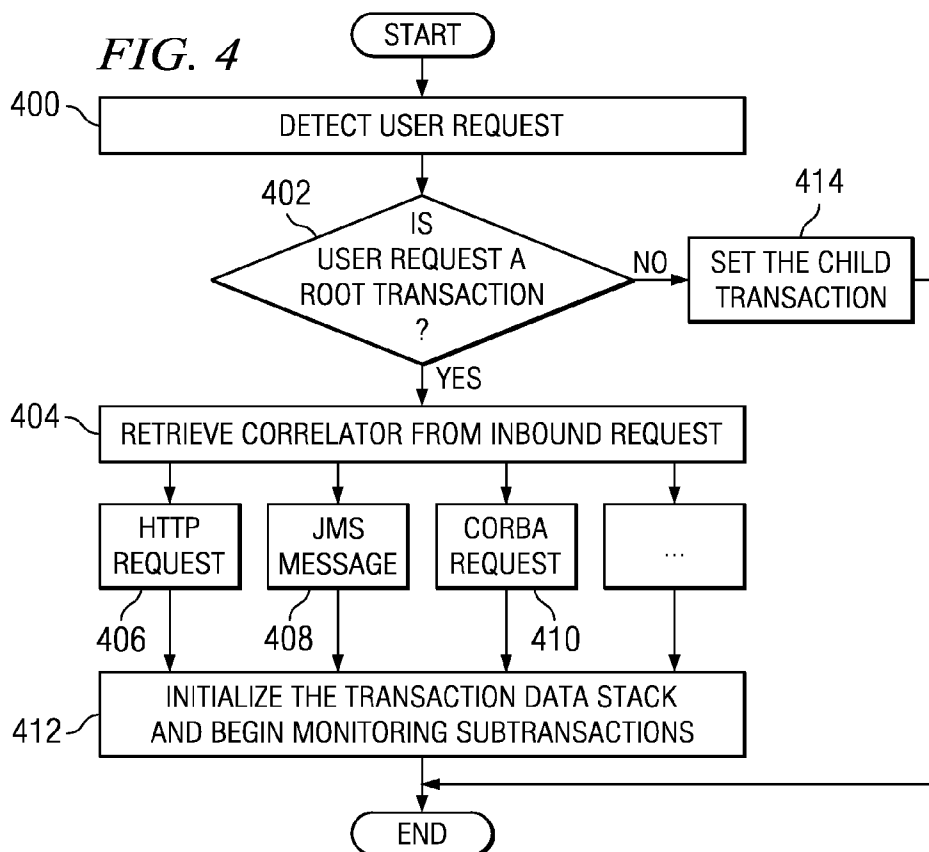 FIG. 4
START
400
DETECT USER REQUEST
402
IS
USER REQUEST A
ROOT TRANSACTION
?
NO
414
SET THE CHILD
TRANSACTION
YES
404
RETRIEVE CORRELATOR FROM INBOUND REQUEST
HTTP
REQUEST
406
JMS
MESSAGE
408
CORBA
REQUEST
410
...
412
INITIALIZE THE TRANSACTION DATA STACK
AND BEGIN MONITORING SUBTRANSACTIONS
END